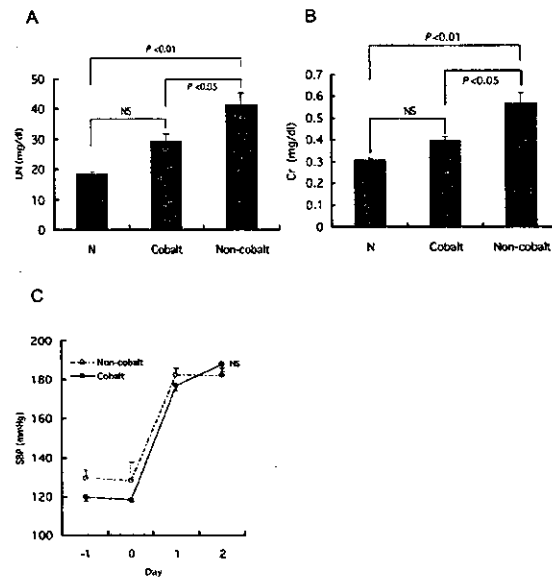 A
P <0.01
P <0.05
NS
UN (mg/dl)
50
40
30
20
10
0
N Cobalt Non-cobalt
B
P <0.01
P <0.05
NS
Cr (mg/dl)
0.7
0.6
0.5
0.4
0.3
0.2
0.1
0
N Cobalt Non-cobalt
C
SBP (mmHg)
200
180
160
140
120
100
Non-cobalt
Cobalt
NS
-1 0 1 2
Day